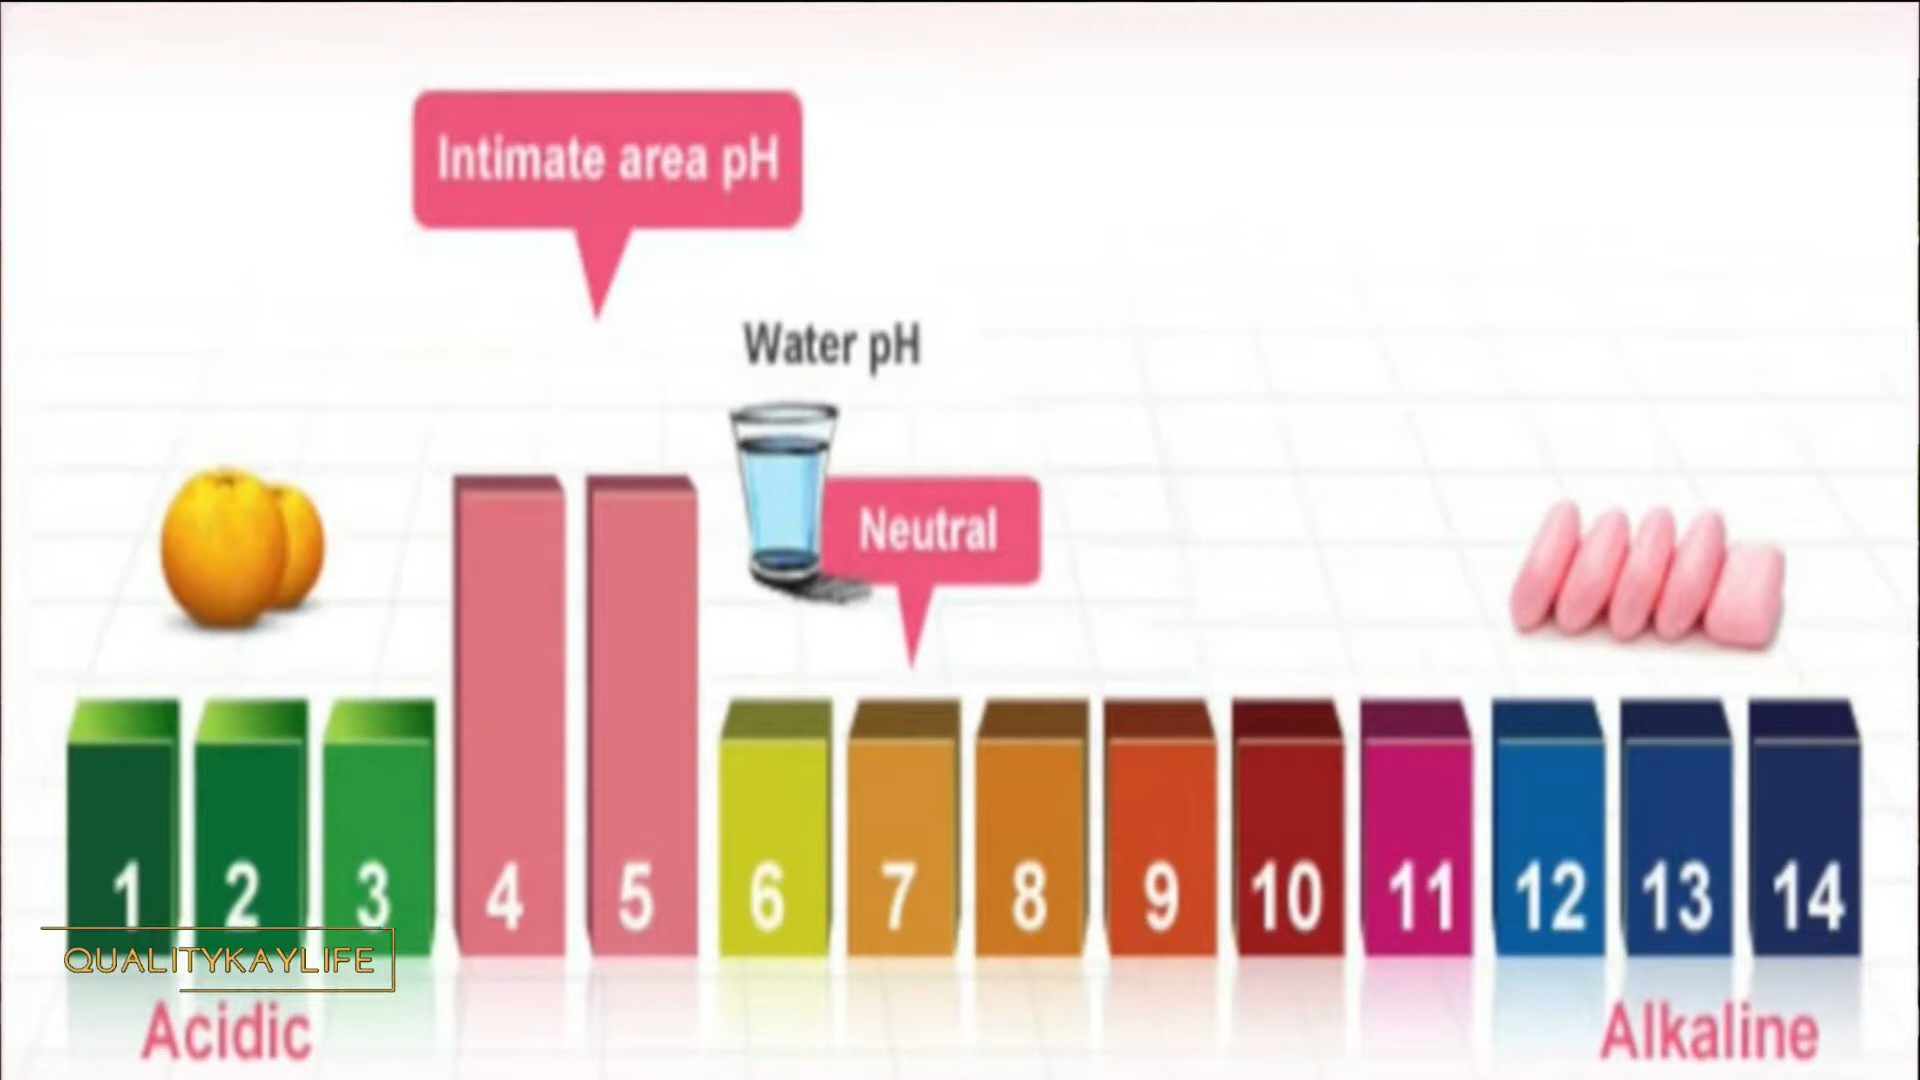 Intimate area pH
Water pH
Neutral
1 2 3 4 5 6 7 8 9 10 11 12 13 14
QUALITYKAYLIFE
Acidic
Alkaline